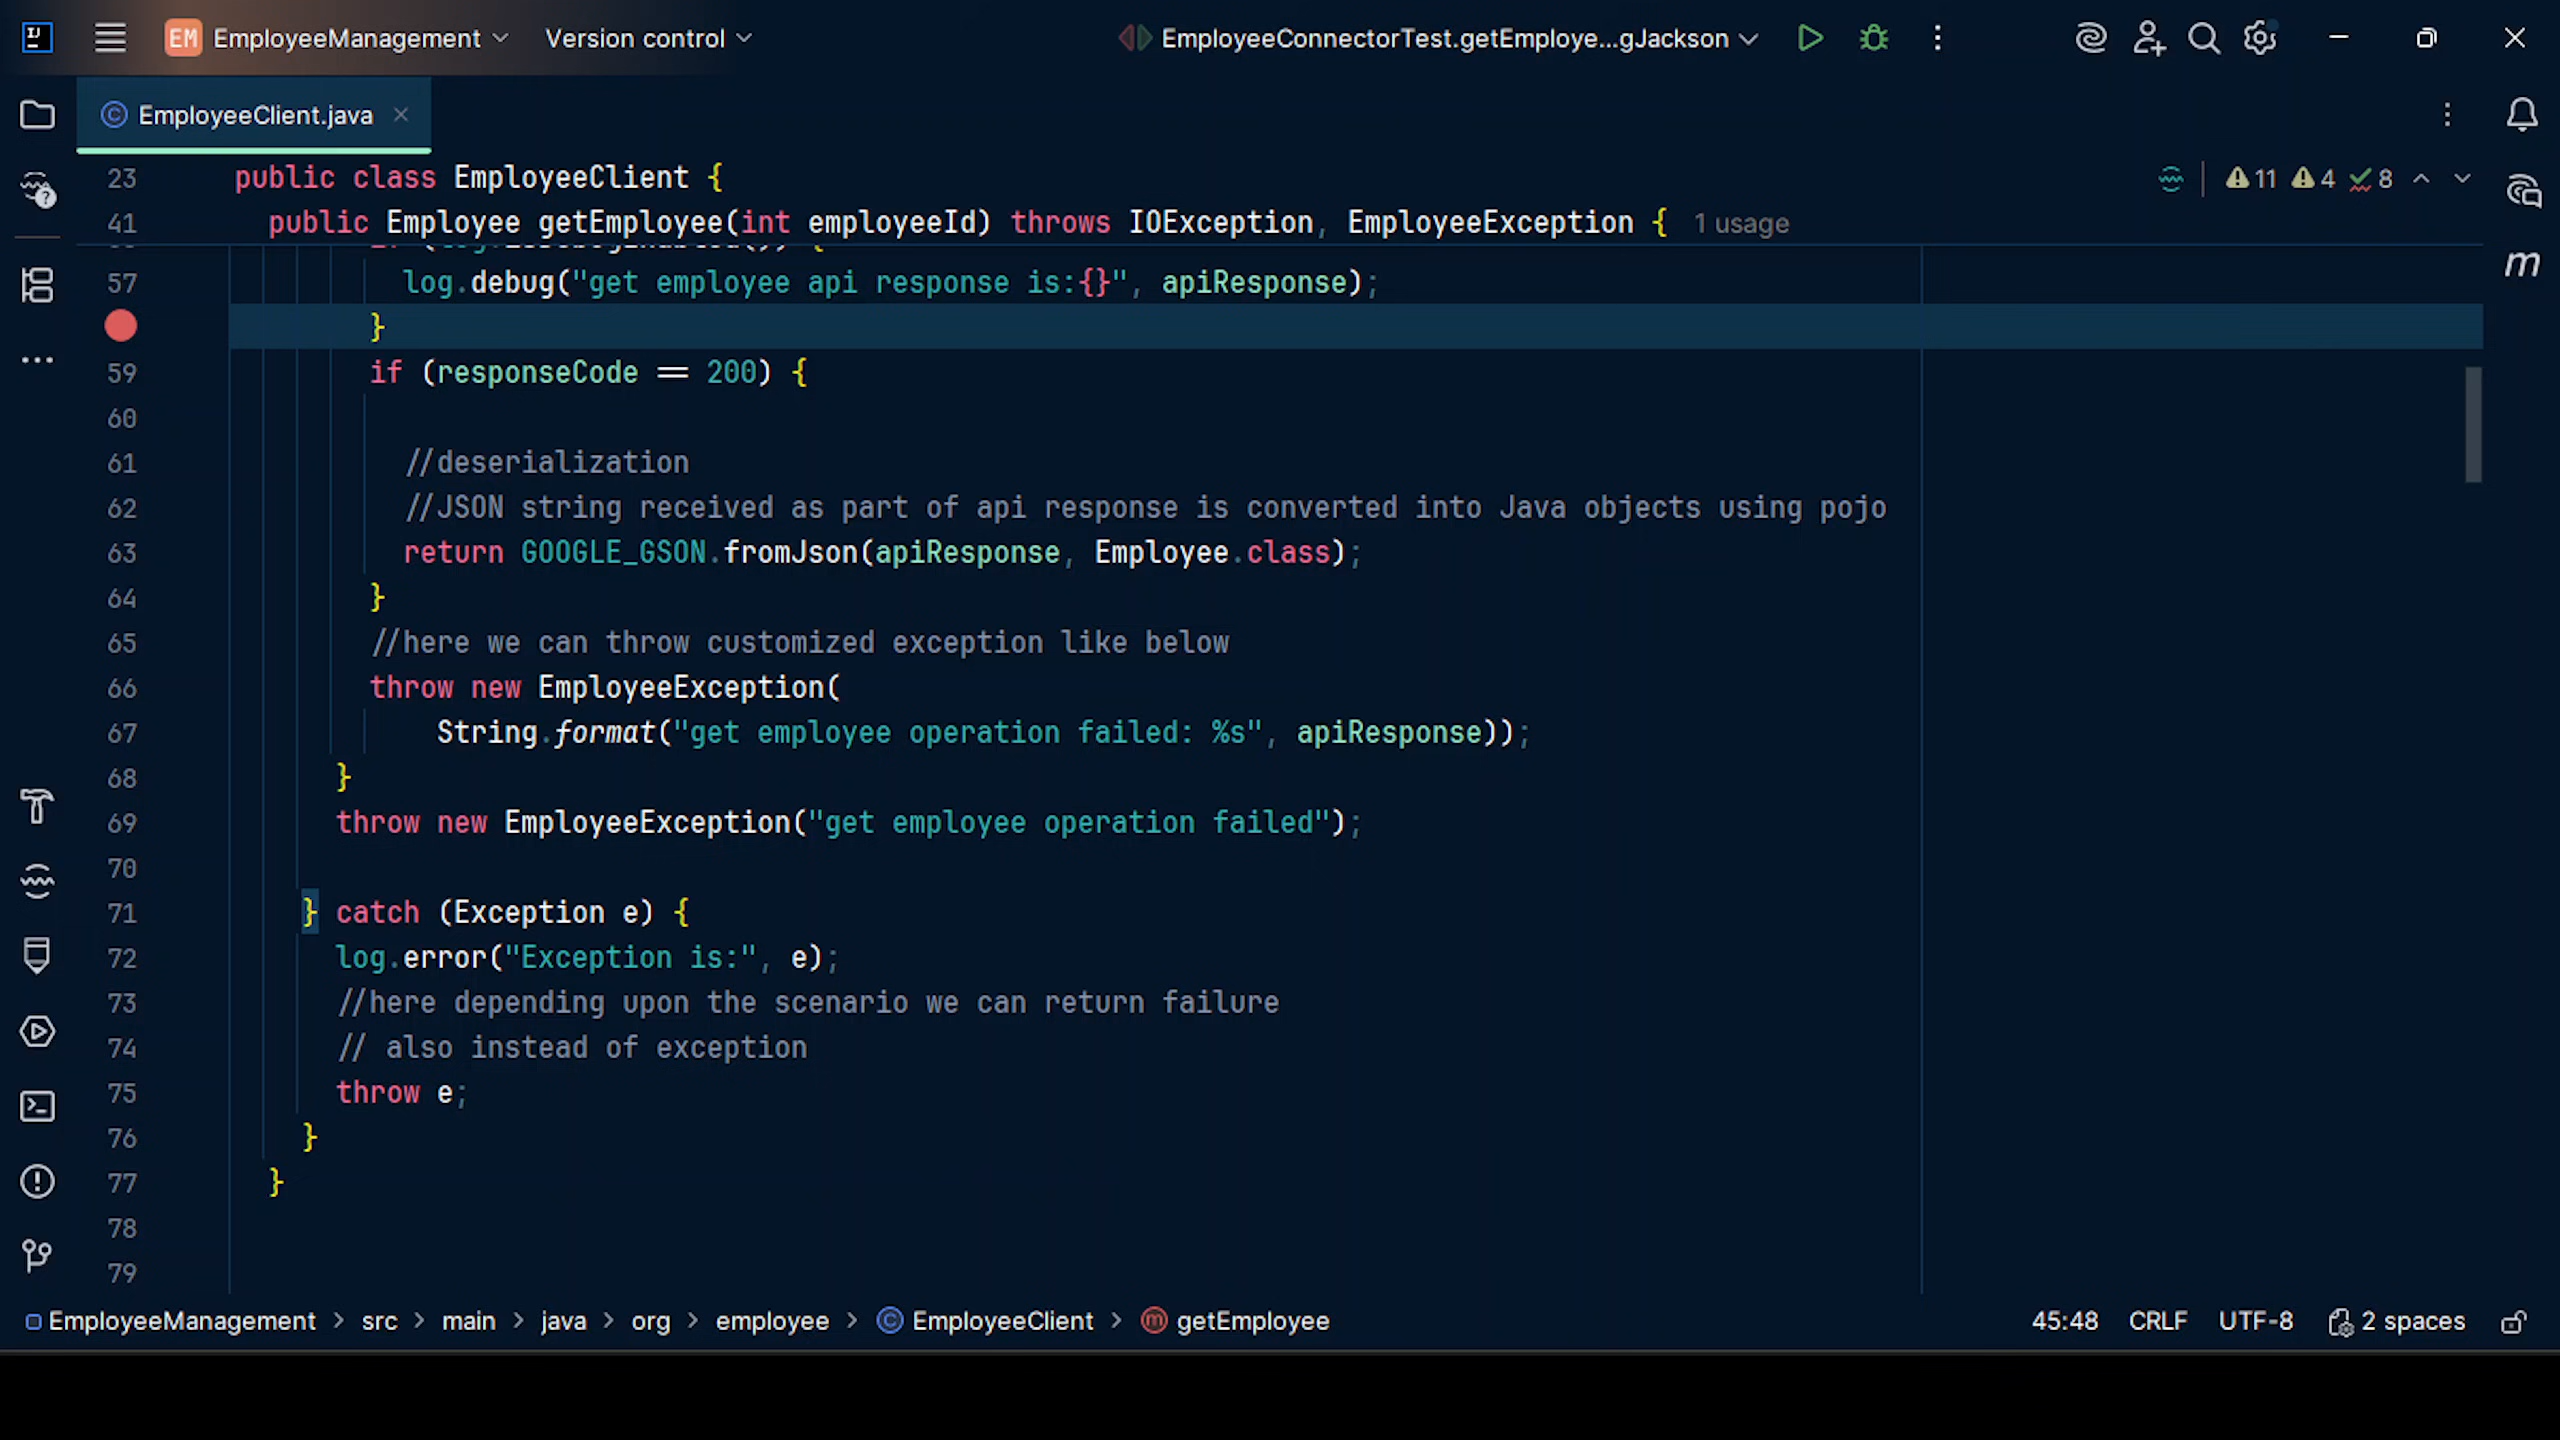 EM EmployeeManagement Version control EmployeeConnectorTest.getEmploye...gJackson
EmployeeClient.java
23 public class EmployeeClient { 11 4 8
41 public Employee getEmployee(int employeeId) throws IOException, EmployeeException { 1 usage
57 log.debug("get employee api response is:{}", apiResponse);
}
59 if (responseCode == 200) {
60
61 //deserialization
62 //JSON string received as part of api response is converted into Java objects using pojo
63 return GOOGLE_GSON.fromJson(apiResponse, Employee.class);
64 }
65 //here we can throw customized exception like below
66 throw new EmployeeException(
67 String.format("get employee operation failed: %s", apiResponse));
68 }
69 throw new EmployeeException("get employee operation failed");
70
71 } catch (Exception e) {
72 log.error("Exception is:", e);
73 //here depending upon the scenario we can return failure
74 // also instead of exception
75 throw e;
76 }
77 }
78
79
EmployeeManagement > src > main > java > org > employee > EmployeeClient > getEmployee 45:48 CRLF UTF-8 2 spaces